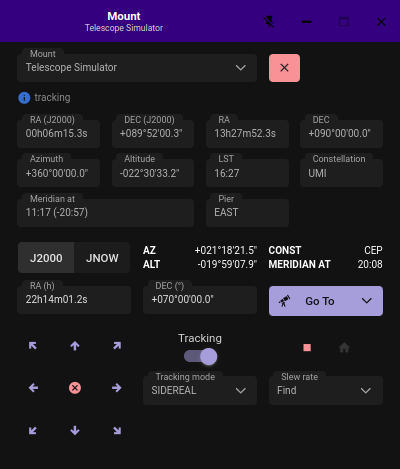 Mount
Telescope Simulator
Mount
Telescope Simulator
tracking
RA (J2000) DEC (J2000) RA DEC
00h06m15.3s +089°52'00.3" 13h27m52.3s +090°00'00.0"
Azimuth Altitude LST Constellation
+360°00'00.0" -022°30'33.2" 16:27 UMI
Meridian at Pier
11:17 (-20:57) EAST
J2000 JNOW AZ +021°18'21.5" CONST CEP
ALT -019°59'07.9" MERIDIAN AT 20:08
RA (h) DEC (°)
22h14m01.2s +070°00'00.0" Go To
Tracking
Tracking mode Slew rate
SIDEREAL Find